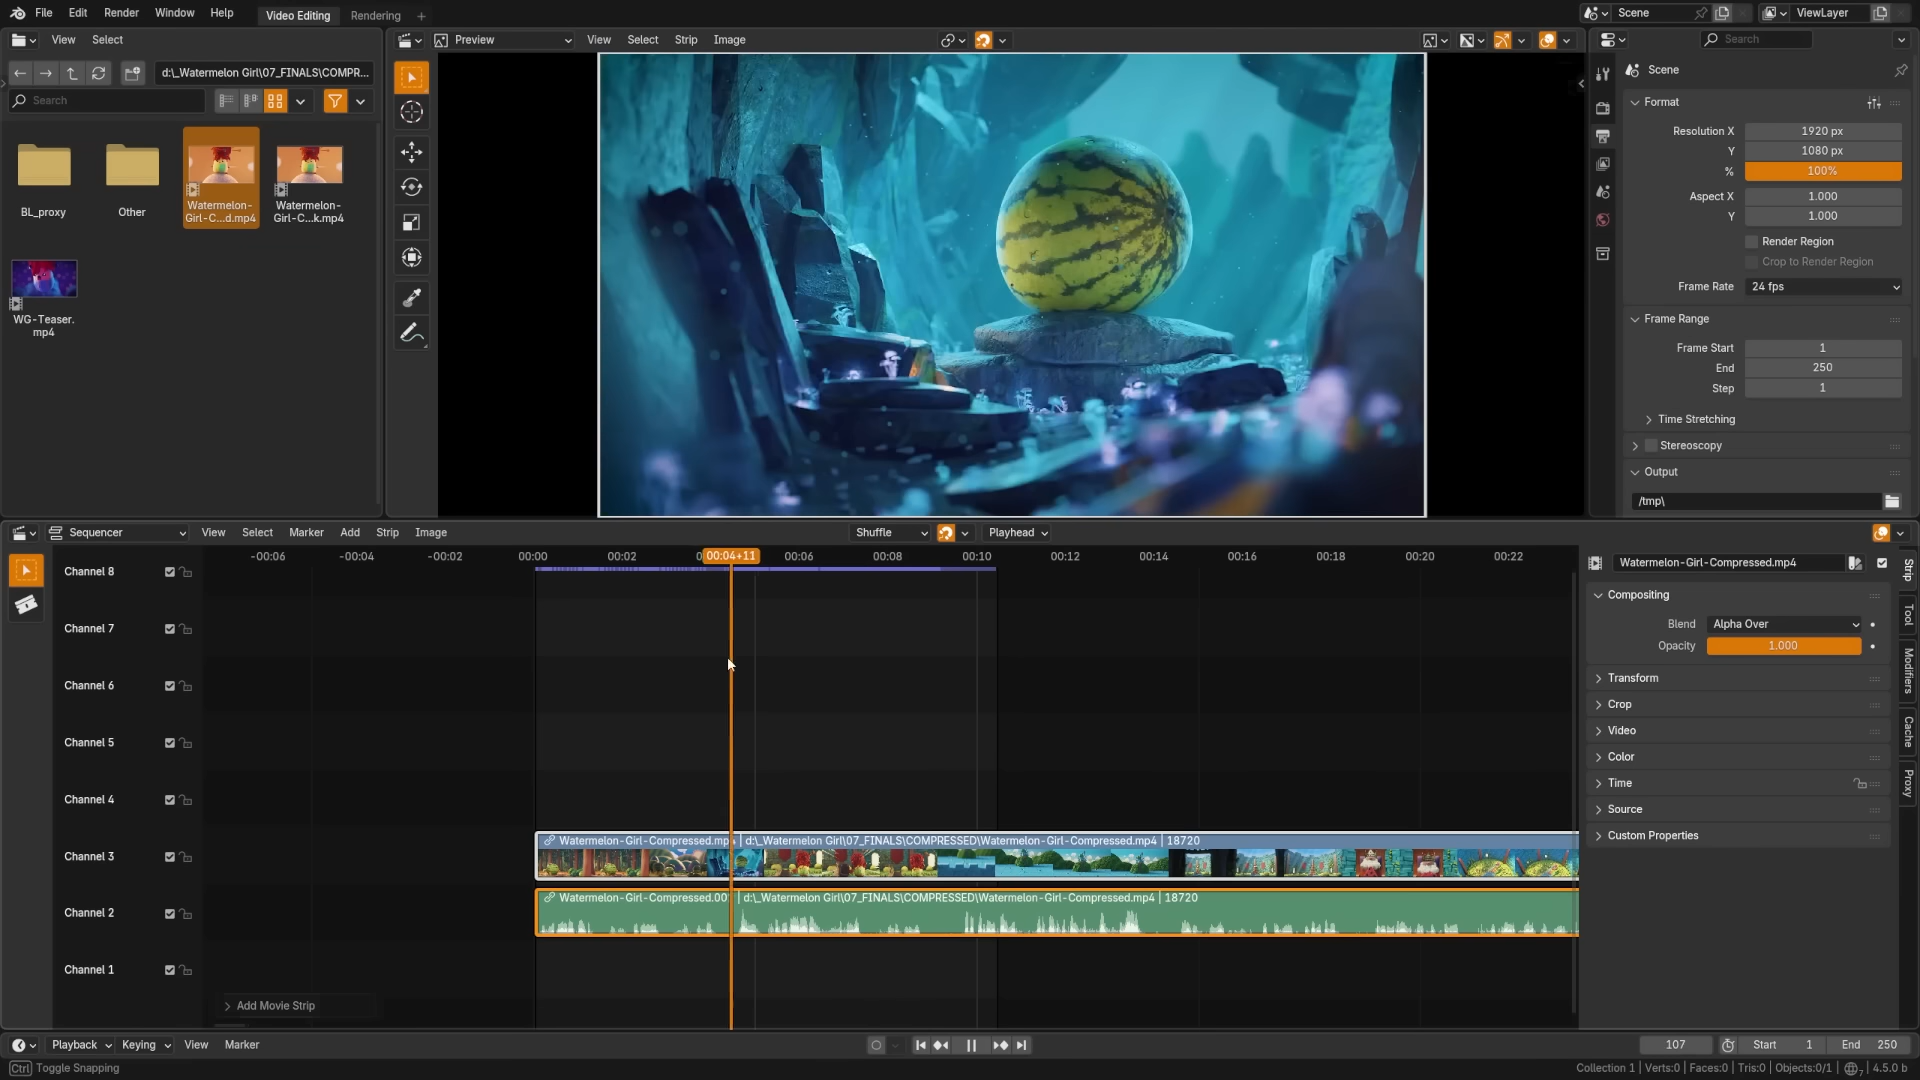 File Edit Render Window Help Video Editing Rendering + Scene ViewLayer
View Select
Preview View Select Strip Image
Search
d:\_Watermelon Girl\07_FINALS\COMPR...
Search
BL_proxy
Other
Watermelon-
Girl-C...d.mp4
Watermelon-
Girl-C...k.mp4
WG-Teaser.
mp4
Scene
Format
Resolution X 1920 px
Y 1080 px
% 100%
Aspect X 1.000
Y 1.000
Render Region
Crop to Render Region
Frame Rate 24 fps
Frame Range
Frame Start 1
End 250
Step 1
Time Stretching
Stereoscopy
Output
/tmp\
Sequencer View Select Marker Add Strip Image Shuffle Playhead
-00:06 -00:04 -00:02 00:00 00:02 00:04+11 00:06 00:08 00:10 00:12 00:14 00:16 00:18 00:20 00:22
Channel 8
Channel 7
Channel 6
Channel 5
Channel 4
Channel 3
Channel 2
Channel 1
Watermelon-Girl-Compressed.mp4 | d:\_Watermelon Girl\07_FINALS\COMPRESSED\Watermelon-Girl-Compressed.mp4 | 18720
Watermelon-Girl-Compressed.00 | d:\_Watermelon Girl\07_FINALS\COMPRESSED\Watermelon-Girl-Compressed.mp4 | 18720
Add Movie Strip
Watermelon-Girl-Compressed.mp4
Compositing
Blend Alpha Over
Opacity 1.000
Transform
Crop
Video
Color
Time
Source
Custom Properties
Strip
Tool
Modifiers
Cache
Proxy
Playback Keying View Marker 107 Start 1 End 250
Ctrl Toggle Snapping Collection 1 | Verts:0 | Faces:0 | Tris:0 | Objects:0/1 | 4.5.0 b